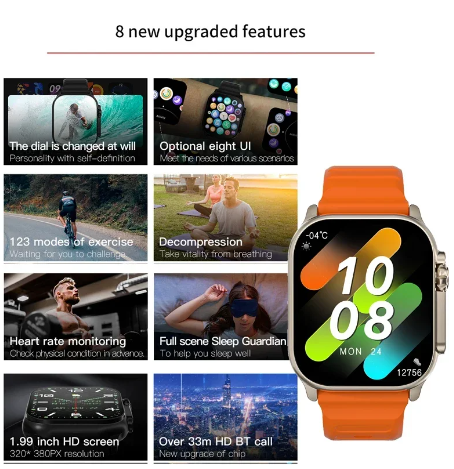 8 new upgraded features
The dial is changed at will
Personality with self-definition
Optional eight UI
Meet the needs of various scenarios
123 modes of exercise
Waiting for you to challenge
Decompression
Take vitality from breathing
Heart rate monitoring
Check physical condition in advance.
Full scene Sleep Guardian
To help you sleep well
1.99 inch HD screen
320* 380PX resolution
Over 33m HD BT call
New upgrade of chip
-04°C
10
08
MON 24
12756